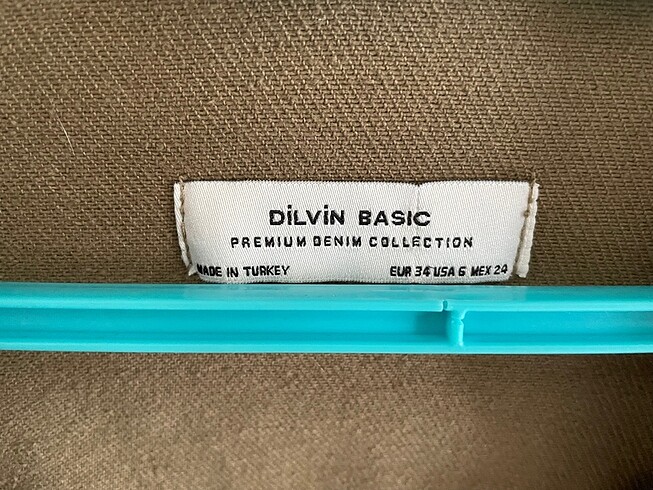 DİLVİN BASIC
PREMIUM DENIM COLLECTION
MADE IN TURKEY EUR 34 USA 6 MEX 24